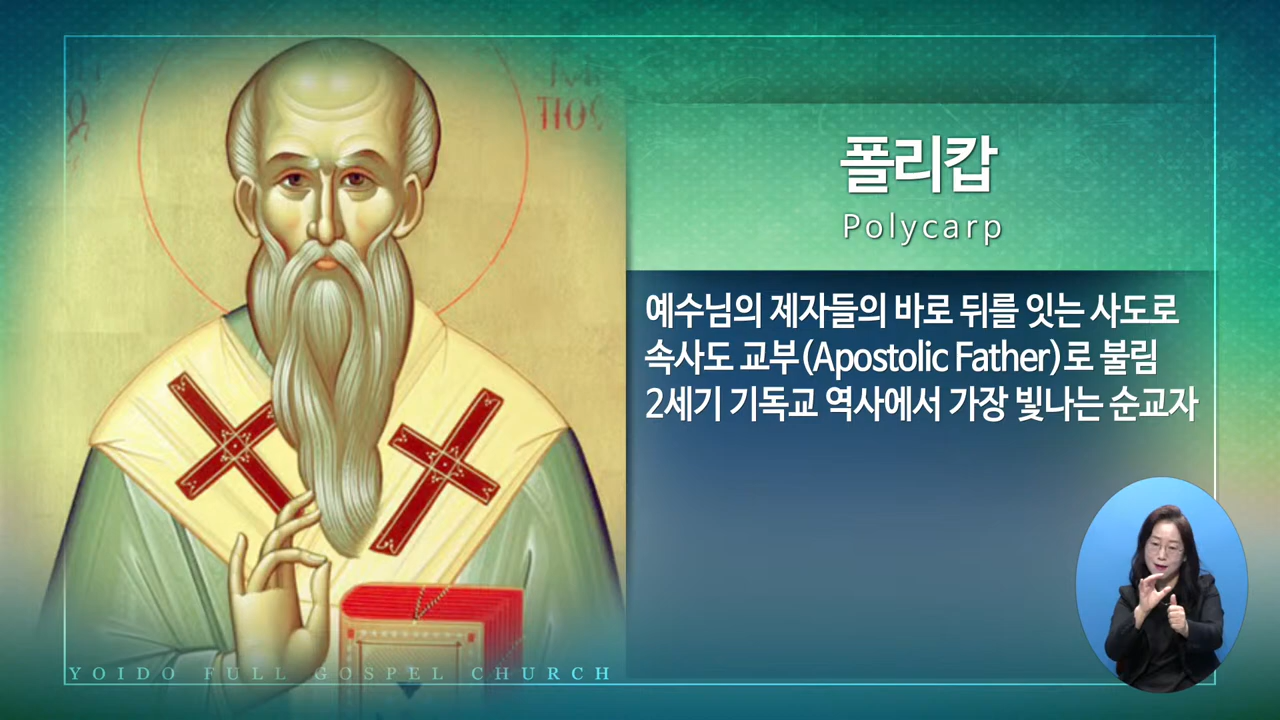 폴리캅
Polycarp
예수님의 제자들의 바로 뒤를 잇는 사도로
속사도 교부(Apostolic Father)로 불림
2세기 기독교 역사에서 가장 빛나는 순교자
YOIDO FULL GOSPEL CHURCH